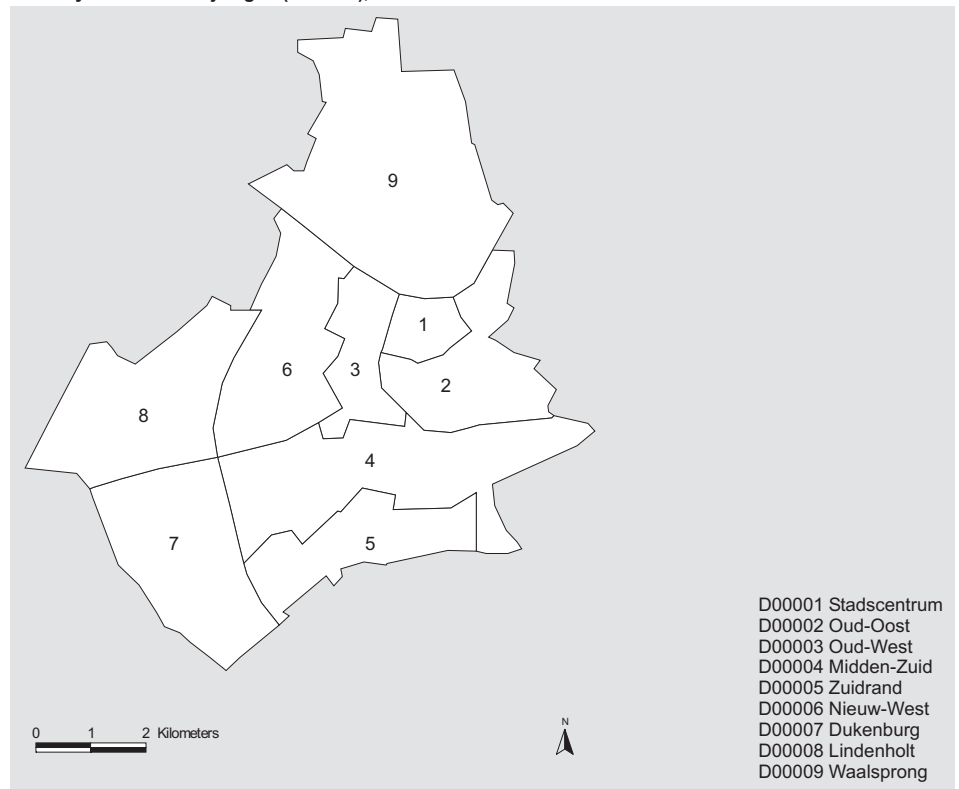 9
1
6
3
2
8
4
7
5
D00001 Stadscentrum
D00002 Oud-Oost
D00003 Oud-West
D00004 Midden-Zuid
D00005 Zuidrand
D00006 Nieuw-West
D00007 Dukenburg
D00008 Lindenholt
D00009 Waalsprong
0 1 2 Kilometers
N